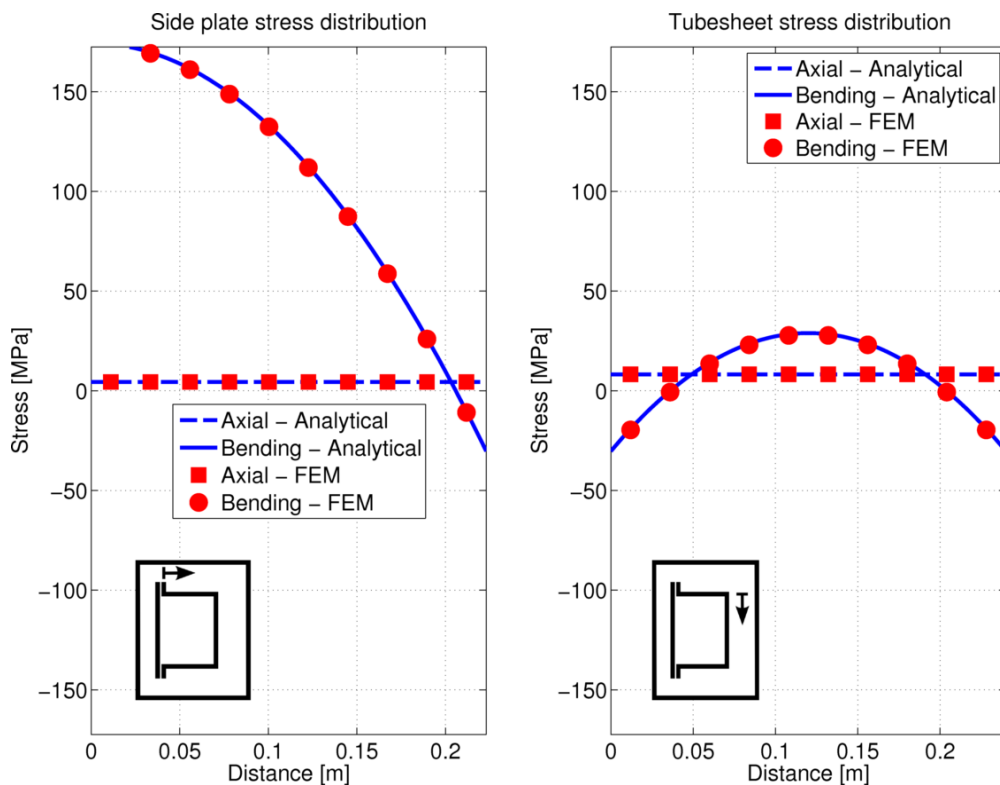 Side plate stress distribution
150
100
50
0
−50
−100
−150
Stress [MPa]
Axial − Analytical
Bending − Analytical
Axial − FEM
Bending − FEM
0
0.05
0.1
0.15
0.2
Distance [m]
Tubesheet stress distribution
Axial − Analytical
Bending − Analytical
Axial − FEM
Bending − FEM
150
100
50
0
−50
−100
−150
Stress [MPa]
0
0.05
0.1
0.15
0.2
Distance [m]